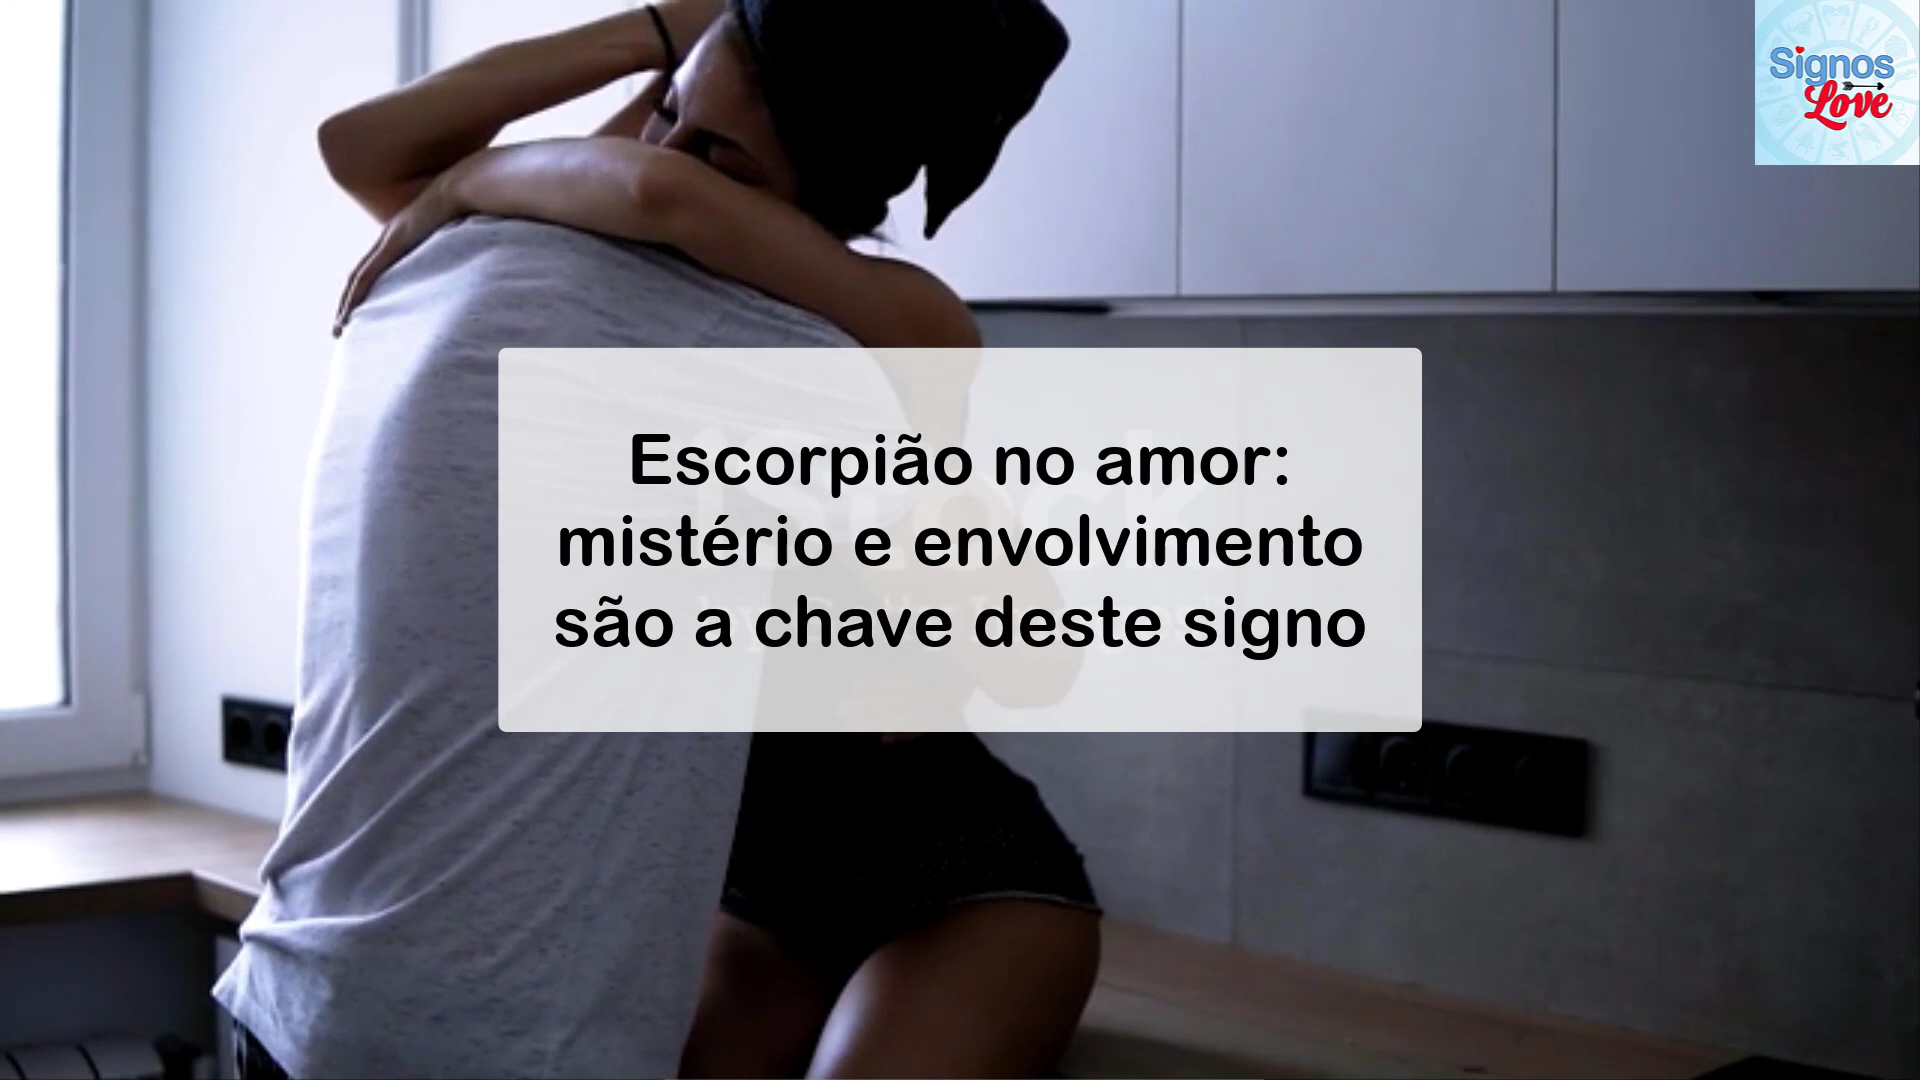 Signos
Love
Escorpião no amor:
mistério e envolvimento
são a chave deste signo